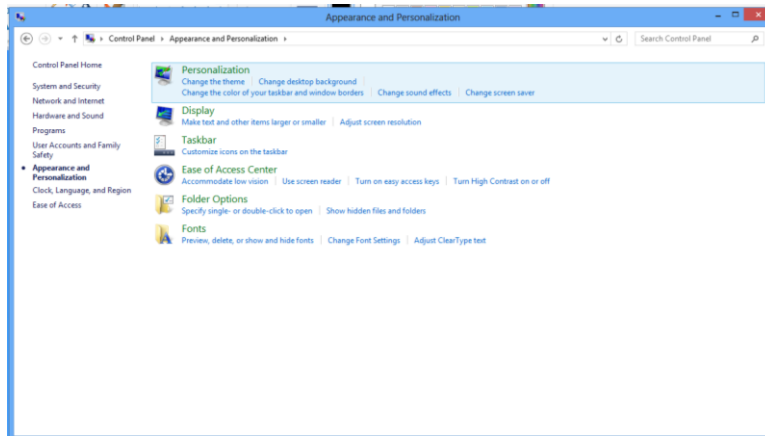 Appearance and Personalization
Control Panel › Appearance and Personalization ›
Search Control Panel
Control Panel Home
System and Security
Network and Internet
Hardware and Sound
Programs
User Accounts and Family
Safety
Appearance and
Personalization
Clock, Language, and Region
Ease of Access
Personalization
Change the theme | Change desktop background
Change the color of your taskbar and window borders | Change sound effects | Change screen saver
Display
Make text and other items larger or smaller | Adjust screen resolution
Taskbar
Customize icons on the taskbar
Ease of Access Center
Accommodate low vision | Use screen reader | Turn on easy access keys | Turn High Contrast on or off
Folder Options
Specify single- or double-click to open | Show hidden files and folders
Fonts
Preview, delete, or show and hide fonts | Change Font Settings | Adjust ClearType text